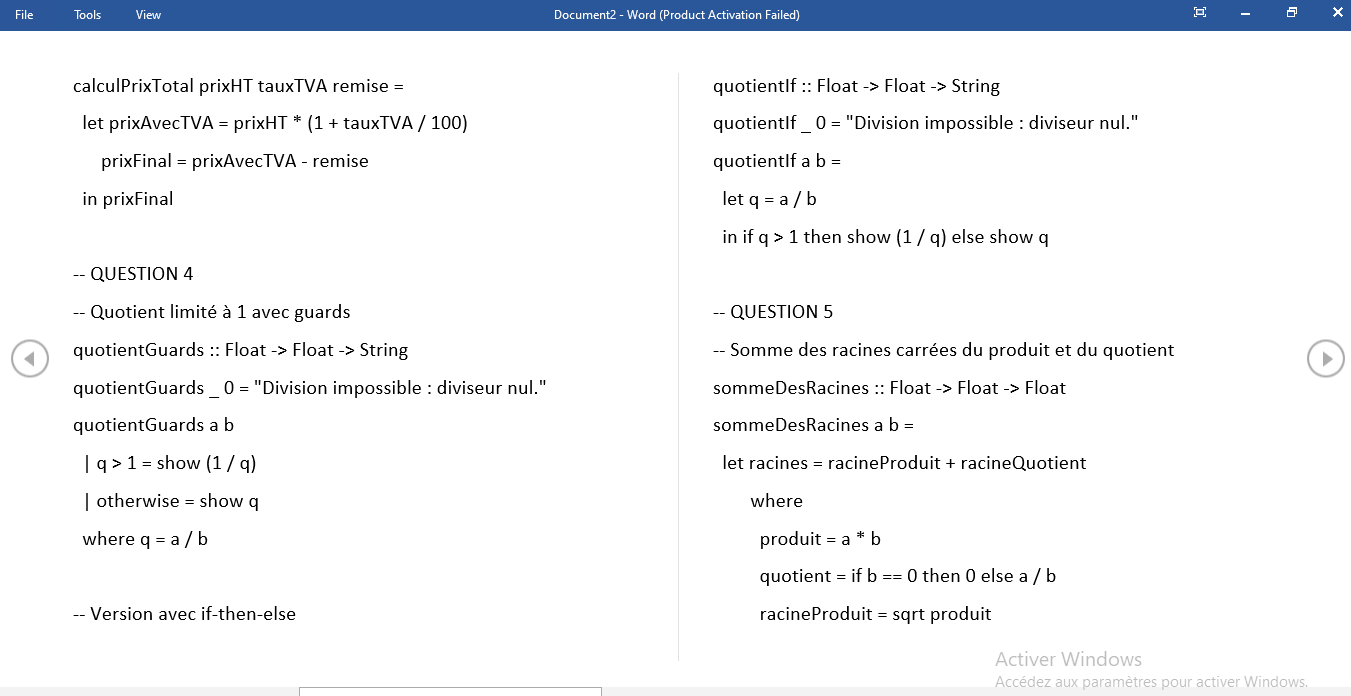 File Tools View Document2 - Word (Product Activation Failed)
calculPrixTotal prixHT tauxTVA remise =
let prixAvecTVA = prixHT * (1 + tauxTVA / 100)
prixFinal = prixAvecTVA - remise
in prixFinal
-- QUESTION 4
-- Quotient limité à 1 avec guards
quotientGuards :: Float -> Float -> String
quotientGuards _ 0 = "Division impossible : diviseur nul."
quotientGuards a b
| q > 1 = show (1 / q)
| otherwise = show q
where q = a / b
-- Version avec if-then-else
quotientIf :: Float -> Float -> String
quotientIf _ 0 = "Division impossible : diviseur nul."
quotientIf a b =
let q = a / b
in if q > 1 then show (1 / q) else show q
-- QUESTION 5
-- Somme des racines carrées du produit et du quotient
sommeDesRacines :: Float -> Float -> Float
sommeDesRacines a b =
let racines = racineProduit + racineQuotient
where
produit = a * b
quotient = if b == 0 then 0 else a / b
racineProduit = sqrt produit
Activer Windows
Accédez aux paramètres pour activer Windows.